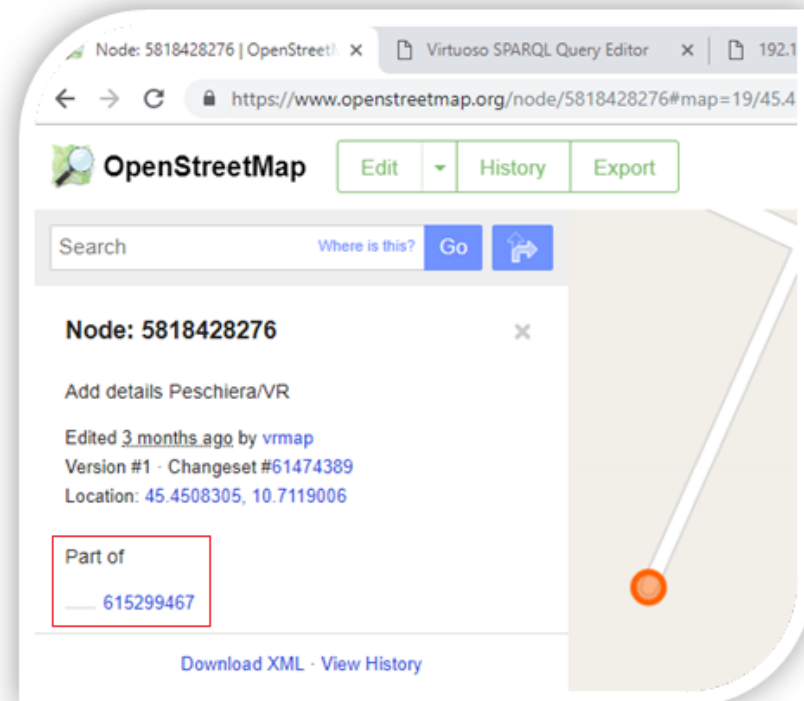 Node: 5818428276 | OpenStreet
Virtuoso SPARQL Query Editor
192.1
https://www.openstreetmap.org/node/5818428276#map=19/45.4
OpenStreetMap
Edit
History
Export
Search
Where is this?
Go
Node: 5818428276
Add details Peschiera/VR
Edited 3 months ago by vrmap
Version #1 · Changeset #61474389
Location: 45.4508305, 10.7119006
Part of
615299467
Download XML · View History